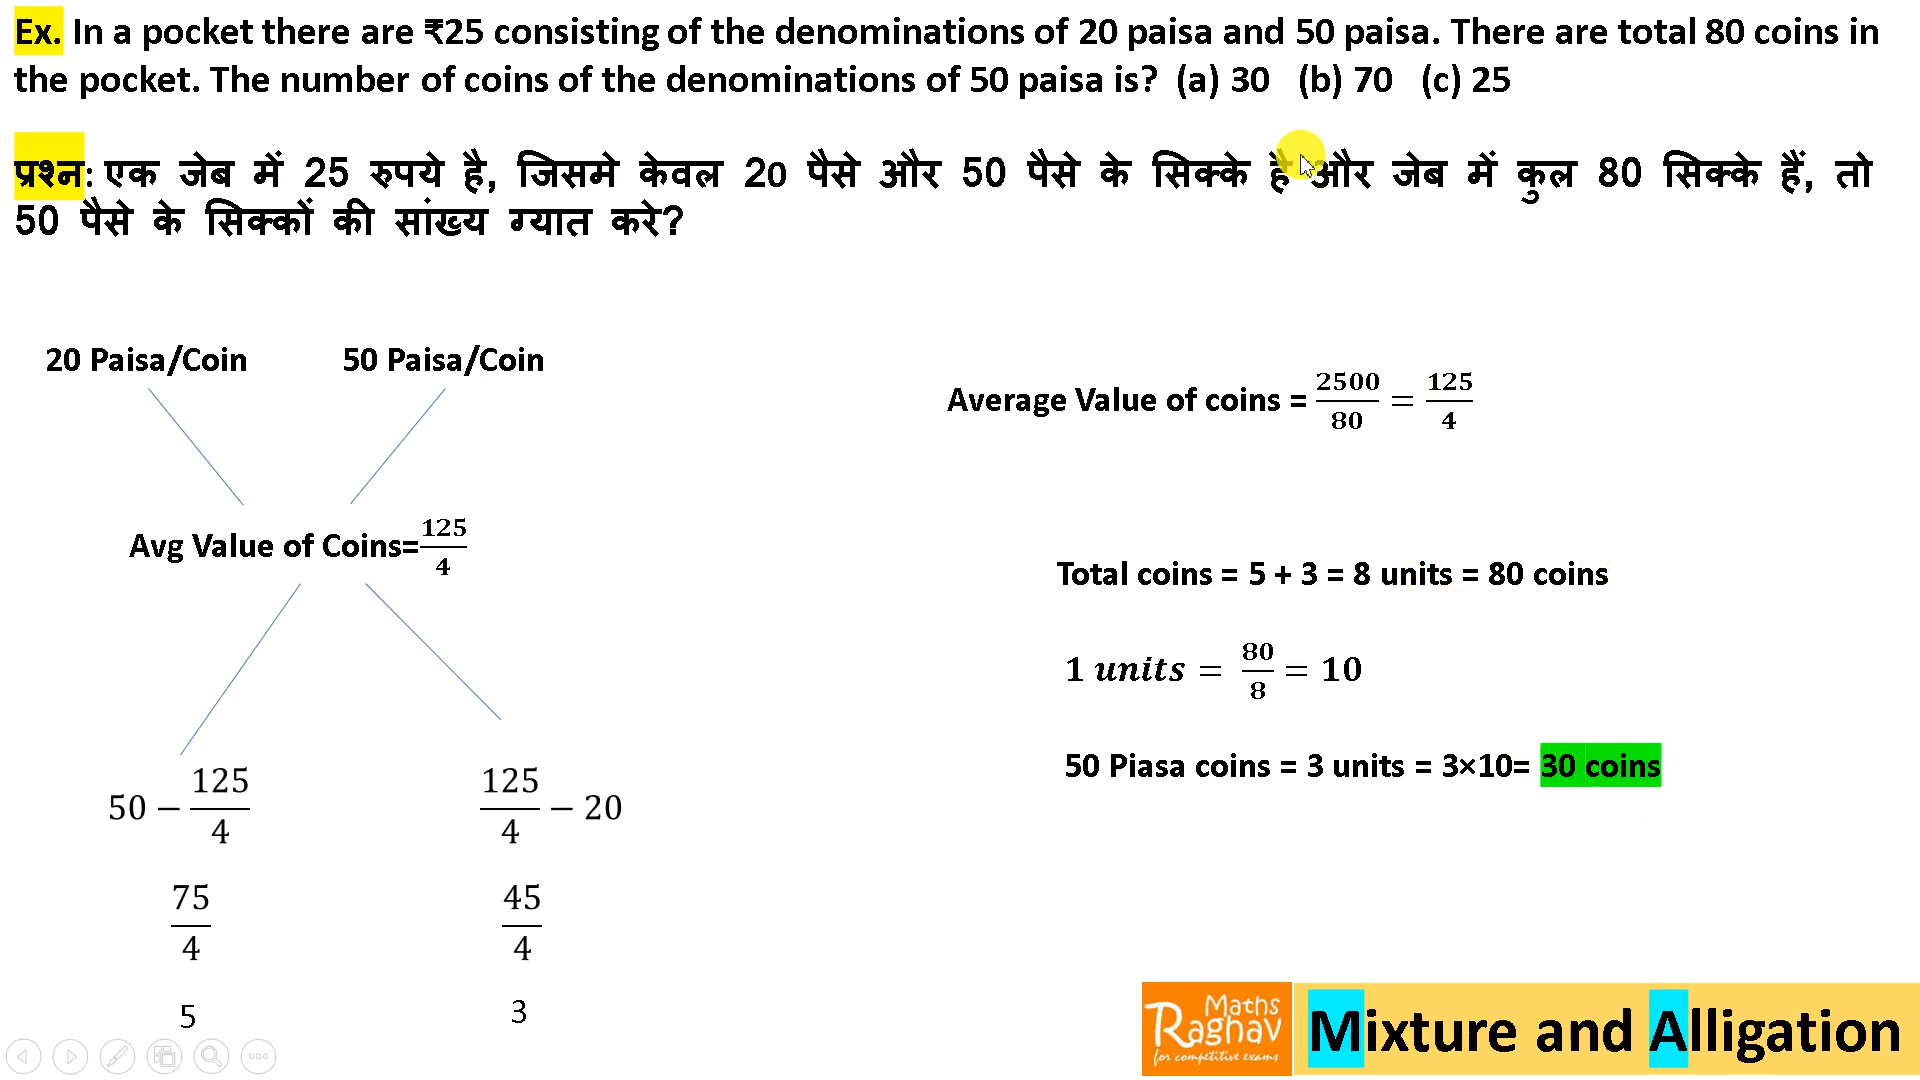 Ex. In a pocket there are ₹25 consisting of the denominations of 20 paisa and 50 paisa. There are total 80 coins in
the pocket. The number of coins of the denominations of 50 paisa is? (a) 30 (b) 70 (c) 25
प्रश्न: एक जेब में 25 रुपये है, जिसमे केवल 20 पैसे और 50 पैसे के सिक्के है और जेब में कुल 80 सिक्के हैं, तो
50 पैसे के सिक्कों की सांख्य ग्यात करे?
20 Paisa/Coin 50 Paisa/Coin
Avg Value of Coins=125/4
50 − 125/4 125/4 − 20
75/4 45/4
5 3
Average Value of coins = 2500/80 = 125/4
Total coins = 5 + 3 = 8 units = 80 coins
1 units = 80/8 = 10
50 Piasa coins = 3 units = 3×10= 30 coins
Maths
Raghav
for competitive exams
Mixture and Alligation